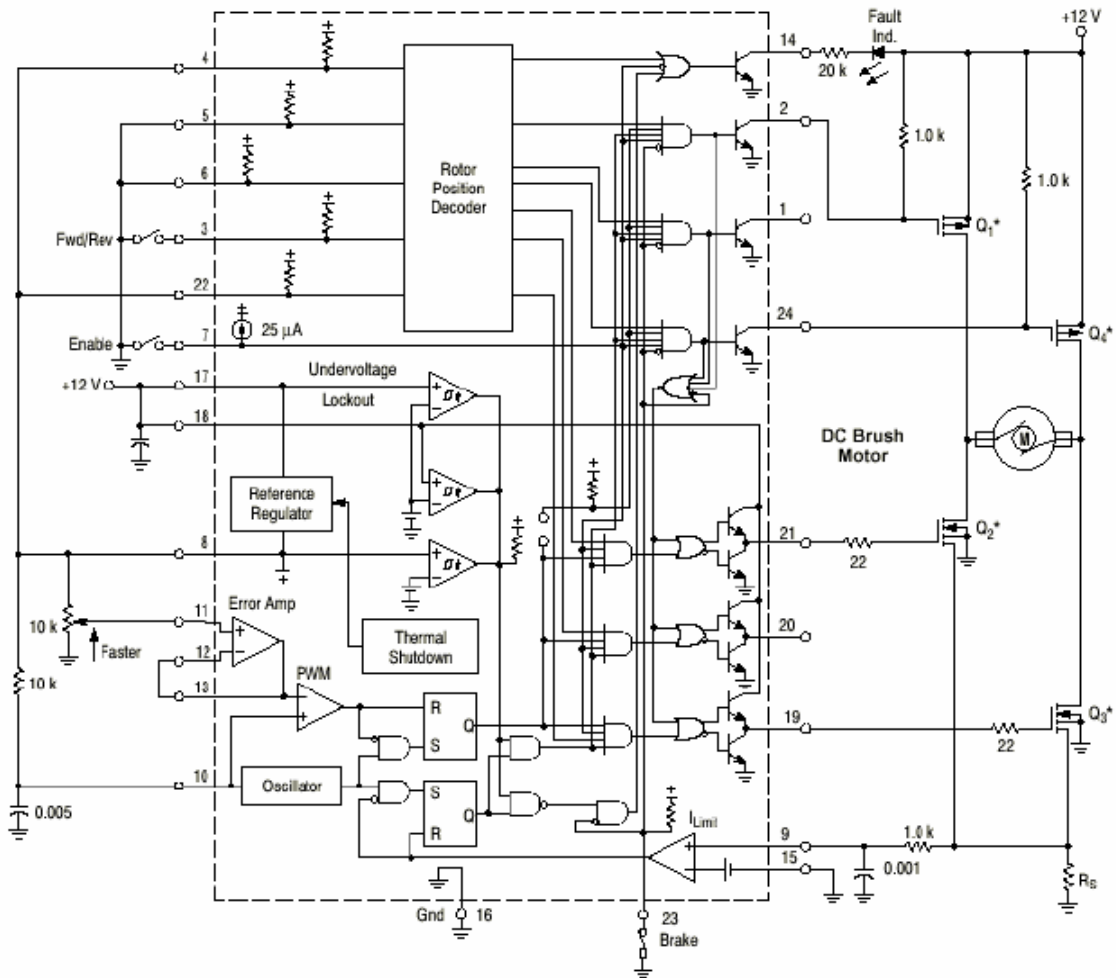 +12 V
Fault
Ind.
14
20 k
4
2
1.0 k
1.0 k
5
6
Rotor
Position
Decoder
1
Q1*
Fwd/Rev
3
22
24
Q4*
Enable
7
25 μA
+12 V
17
Undervoltage
Lockout
18
DC Brush
Motor
M
Reference
Regulator
21
22
Q2*
8
11
Error Amp
10 k
Faster
12
Thermal
Shutdown
20
13
10 k
PWM
R
Q
S
19
22
Q3*
10
Oscillator
S
Q
R
0.005
ILimit
9
1.0 k
15
0.001
RS
Gnd
16
23
Brake